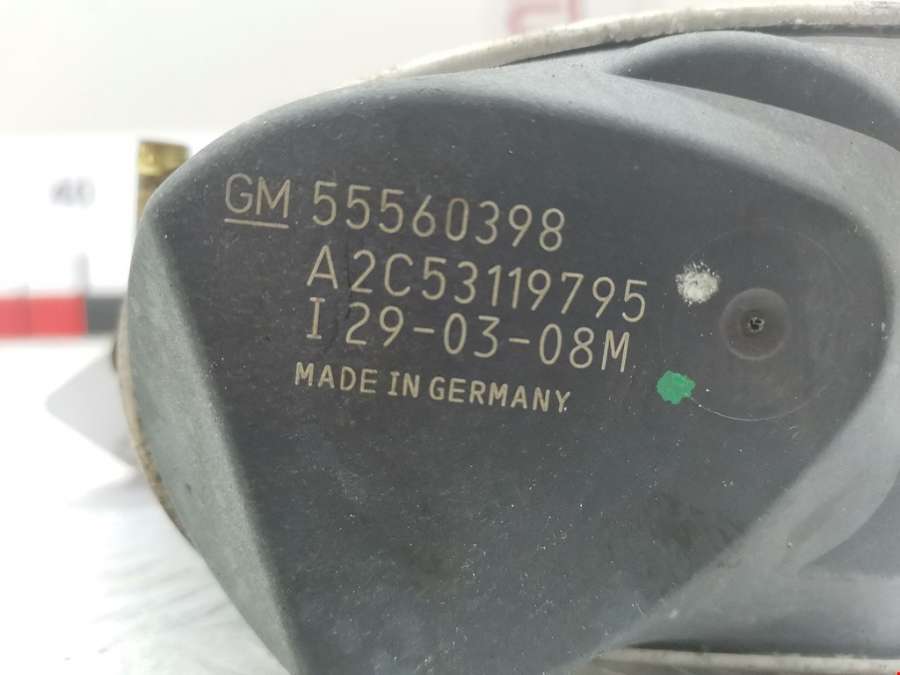 GM 55560398
A2C53119795
I 29-03-08M
MADE IN GERMANY